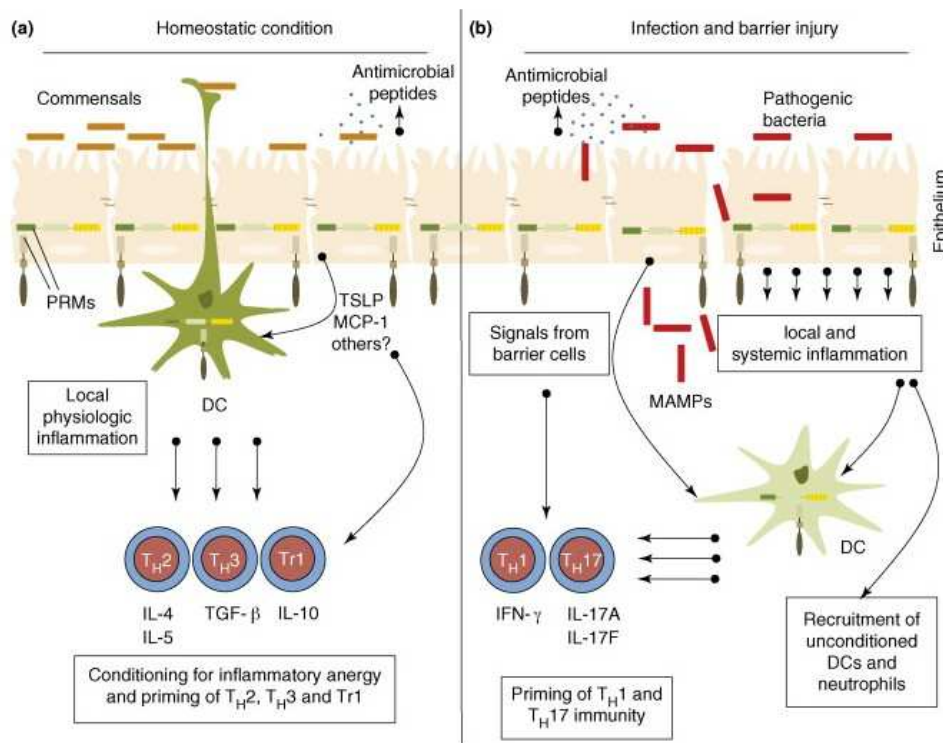 (a)
Homeostatic condition
Commensals
Antimicrobial
peptides
PRMs
TSLP
MCP-1
others?
DC
Local
physiologic
inflammation
TH2
TH3
Tr1
IL-4
IL-5
TGF- β
IL-10
Conditioning for inflammatory anergy
and priming of TH2, TH3 and Tr1
(b)
Infection and barrier injury
Antimicrobial
peptides
Pathogenic
bacteria
Epithelium
Signals from
barrier cells
MAMPs
local and
systemic inflammation
DC
TH1
TH17
IFN- γ
IL-17A
IL-17F
Priming of TH1 and
TH17 immunity
Recruitment of
unconditioned
DCs and
neutrophils